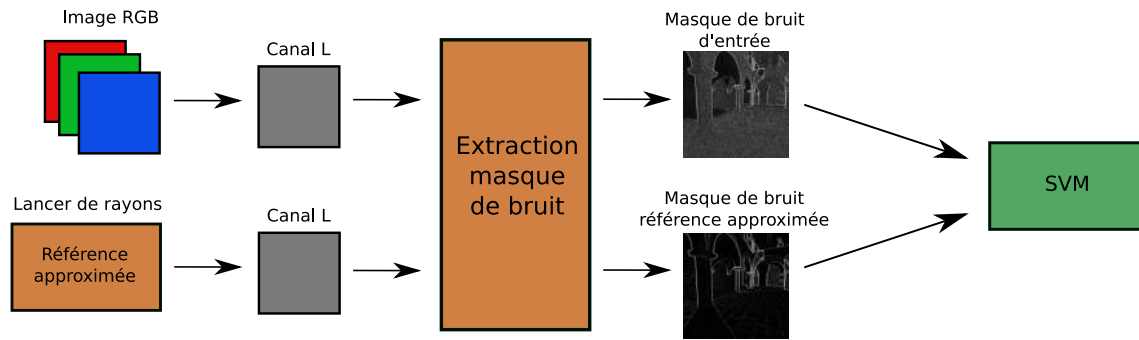 Image RGB
Canal L
Extraction
masque
de bruit
Masque de bruit
d'entrée
SVM
Lancer de rayons
Référence
approximée
Canal L
Masque de bruit
référence approximée